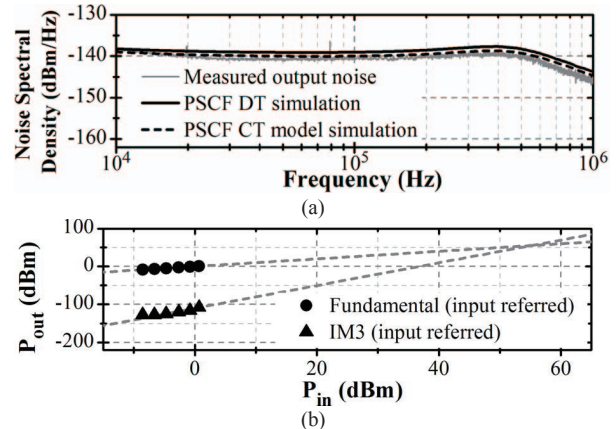 (a)
Noise Spectral
Density (dBm/Hz)
-130
-140
-150
-160
Measured output noise
PSCF DT simulation
PSCF CT model simulation
10^4
10^5
10^6
Frequency (Hz)
(a)
P_out (dBm)
100
0
-100
-200
Fundamental (input referred)
IM3 (input referred)
0
20
40
60
P_in (dBm)
(b)